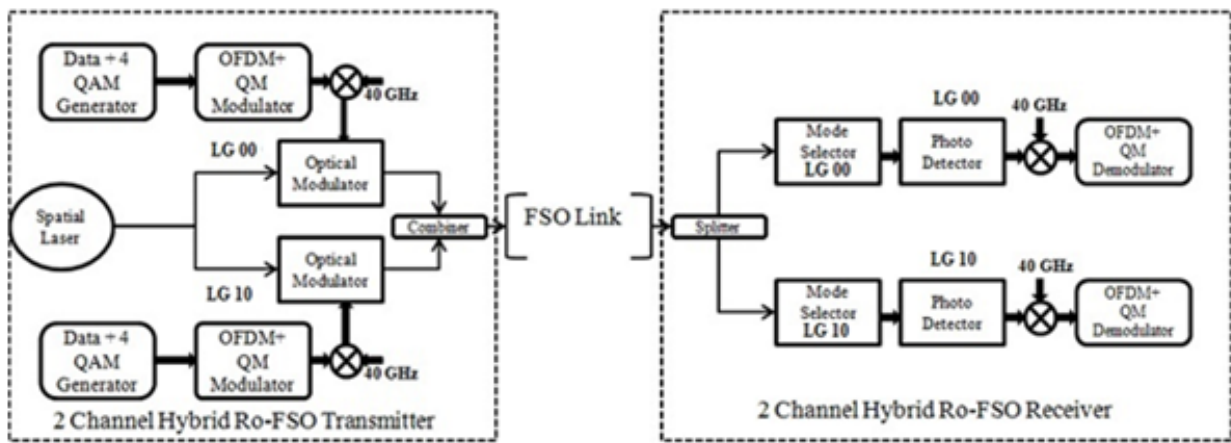 Data + 4
QAM
Generator
OFDM+
QM
Modulator
40 GHz
LG 00
Optical
Modulator
Spatial
Laser
Combiner
Optical
Modulator
LG 10
Data + 4
QAM
Generator
OFDM+
QM
Modulator
40 GHz
2 Channel Hybrid Ro-FSO Transmitter
FSO Link
Splitter
LG 00
40 GHz
Mode
Selector
LG 00
Photo
Detector
OFDM+
QM
Demodulator
LG 10
40 GHz
Mode
Selector
LG 10
Photo
Detector
OFDM+
QM
Demodulator
2 Channel Hybrid Ro-FSO Receiver